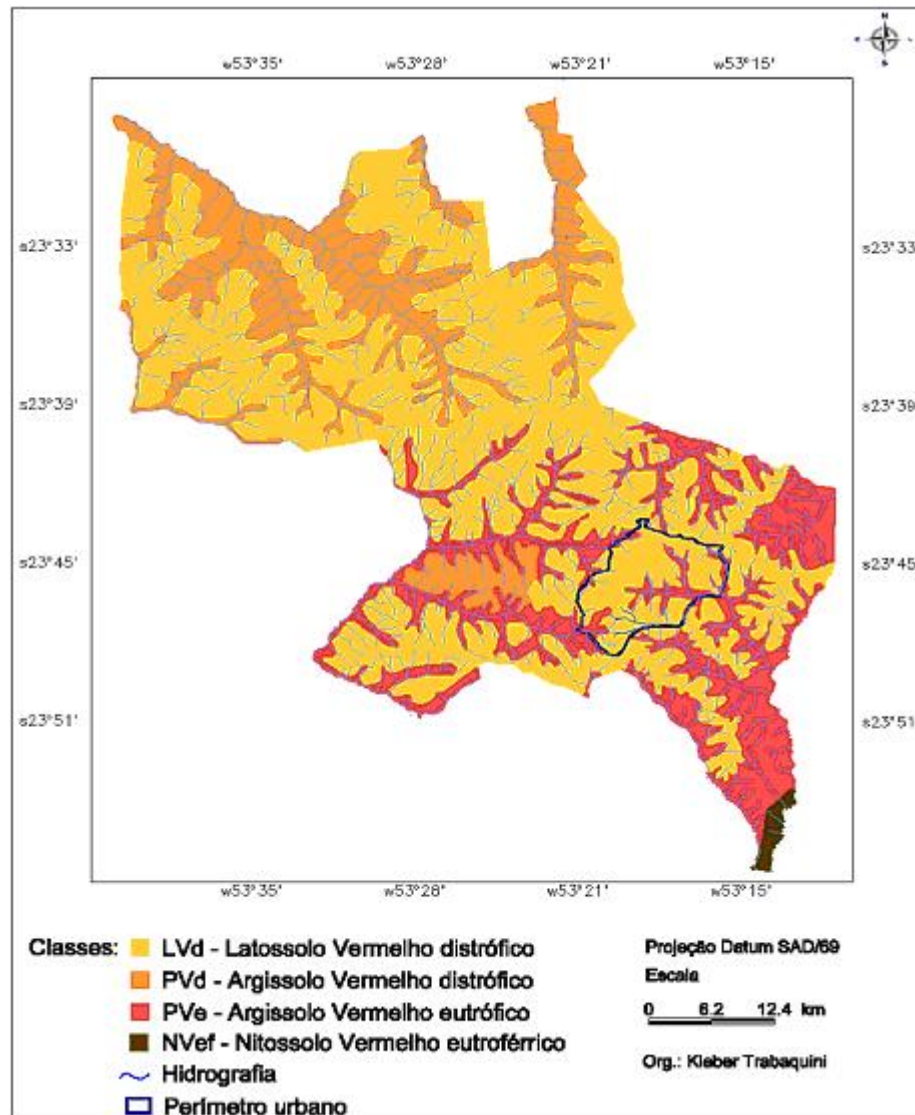 N
S
w53°35' w53°28' w53°21' w53°15'
s23°33' s23°33'
s23°39' s23°39'
s23°45' s23°45'
s23°51' s23°51'
w53°35' w53°28' w53°21' w53°15'
Classes: LVd - Latossolo Vermelho distrófico
PVd - Argissolo Vermelho distrófico
PVe - Argissolo Vermelho eutrófico
NVef - Nitossolo Vermelho eutroférrico
Hidrografia
Perímetro urbano
Projeção Datum SAD/69
Escala
0 6.2 12.4 km
Org.: Kleber Trabaquini